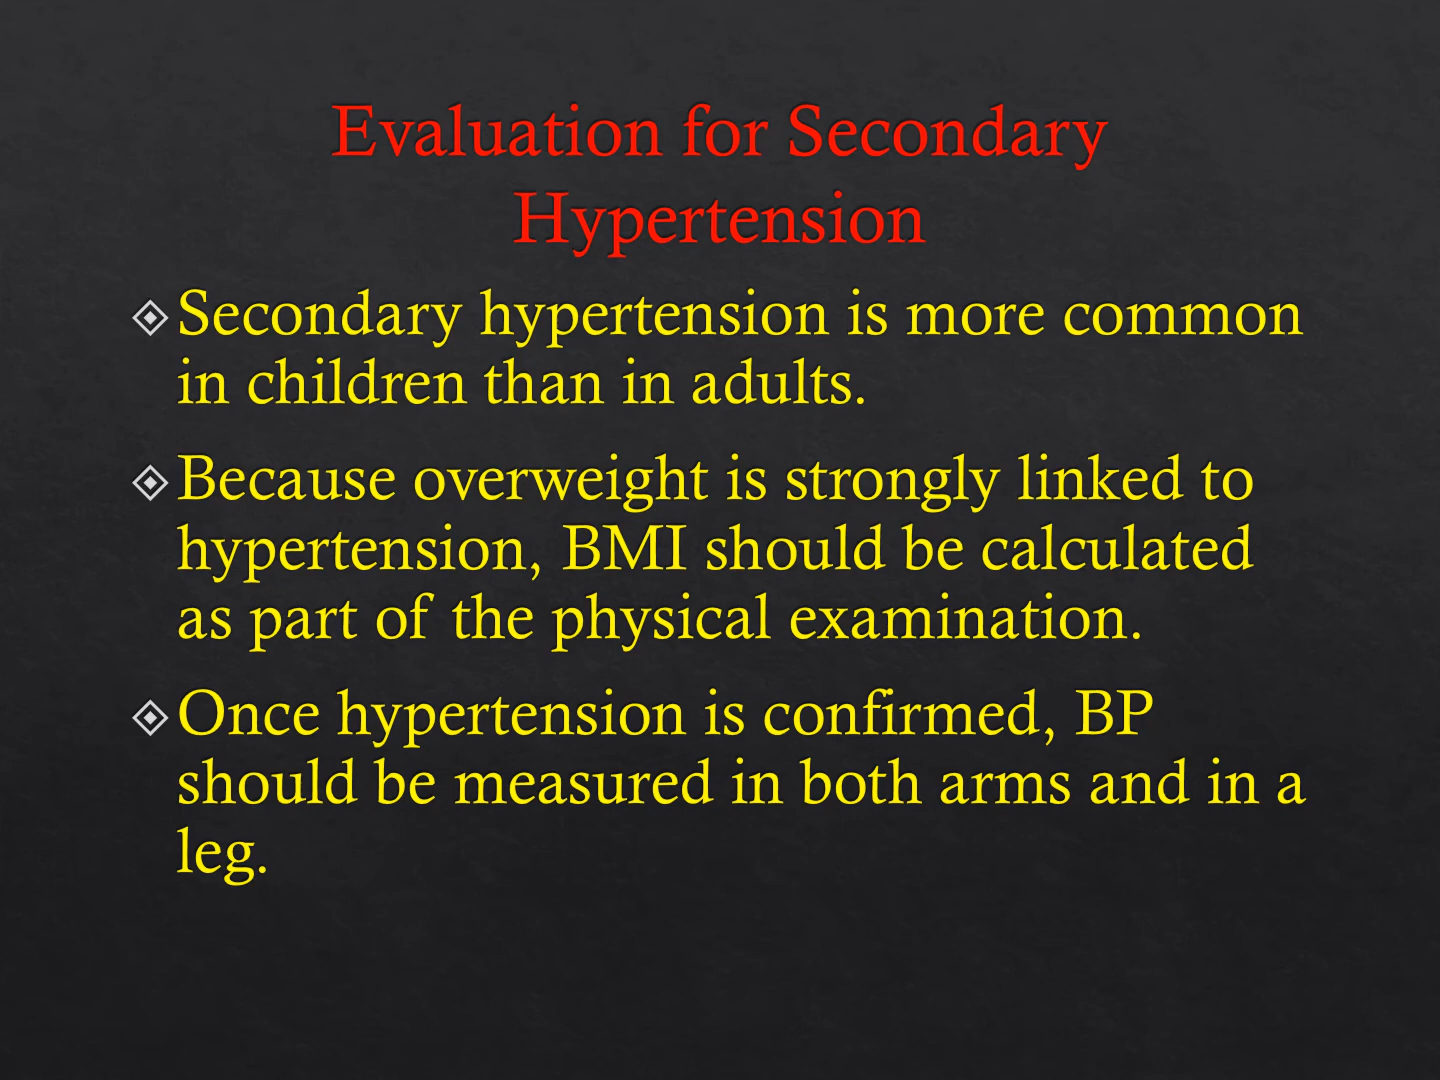 Evaluation for Secondary
Hypertension
Secondary hypertension is more common
in children than in adults.
Because overweight is strongly linked to
hypertension, BMI should be calculated
as part of the physical examination.
Once hypertension is confirmed, BP
should be measured in both arms and in a
leg.